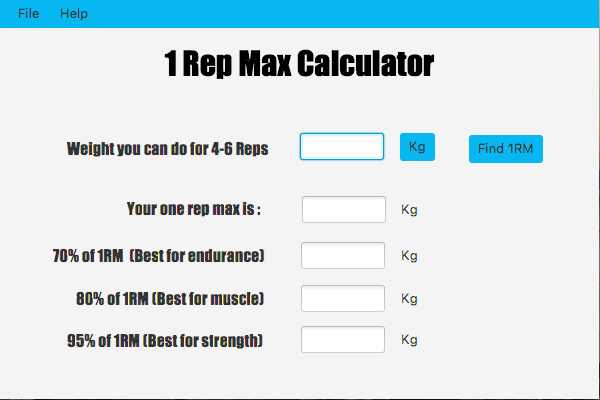 File Help
1 Rep Max Calculator
Weight you can do for 4-6 Reps Kg Find 1RM
Your one rep max is : Kg
70% of 1RM (Best for endurance) Kg
80% of 1RM (Best for muscle) Kg
95% of 1RM (Best for strength) Kg